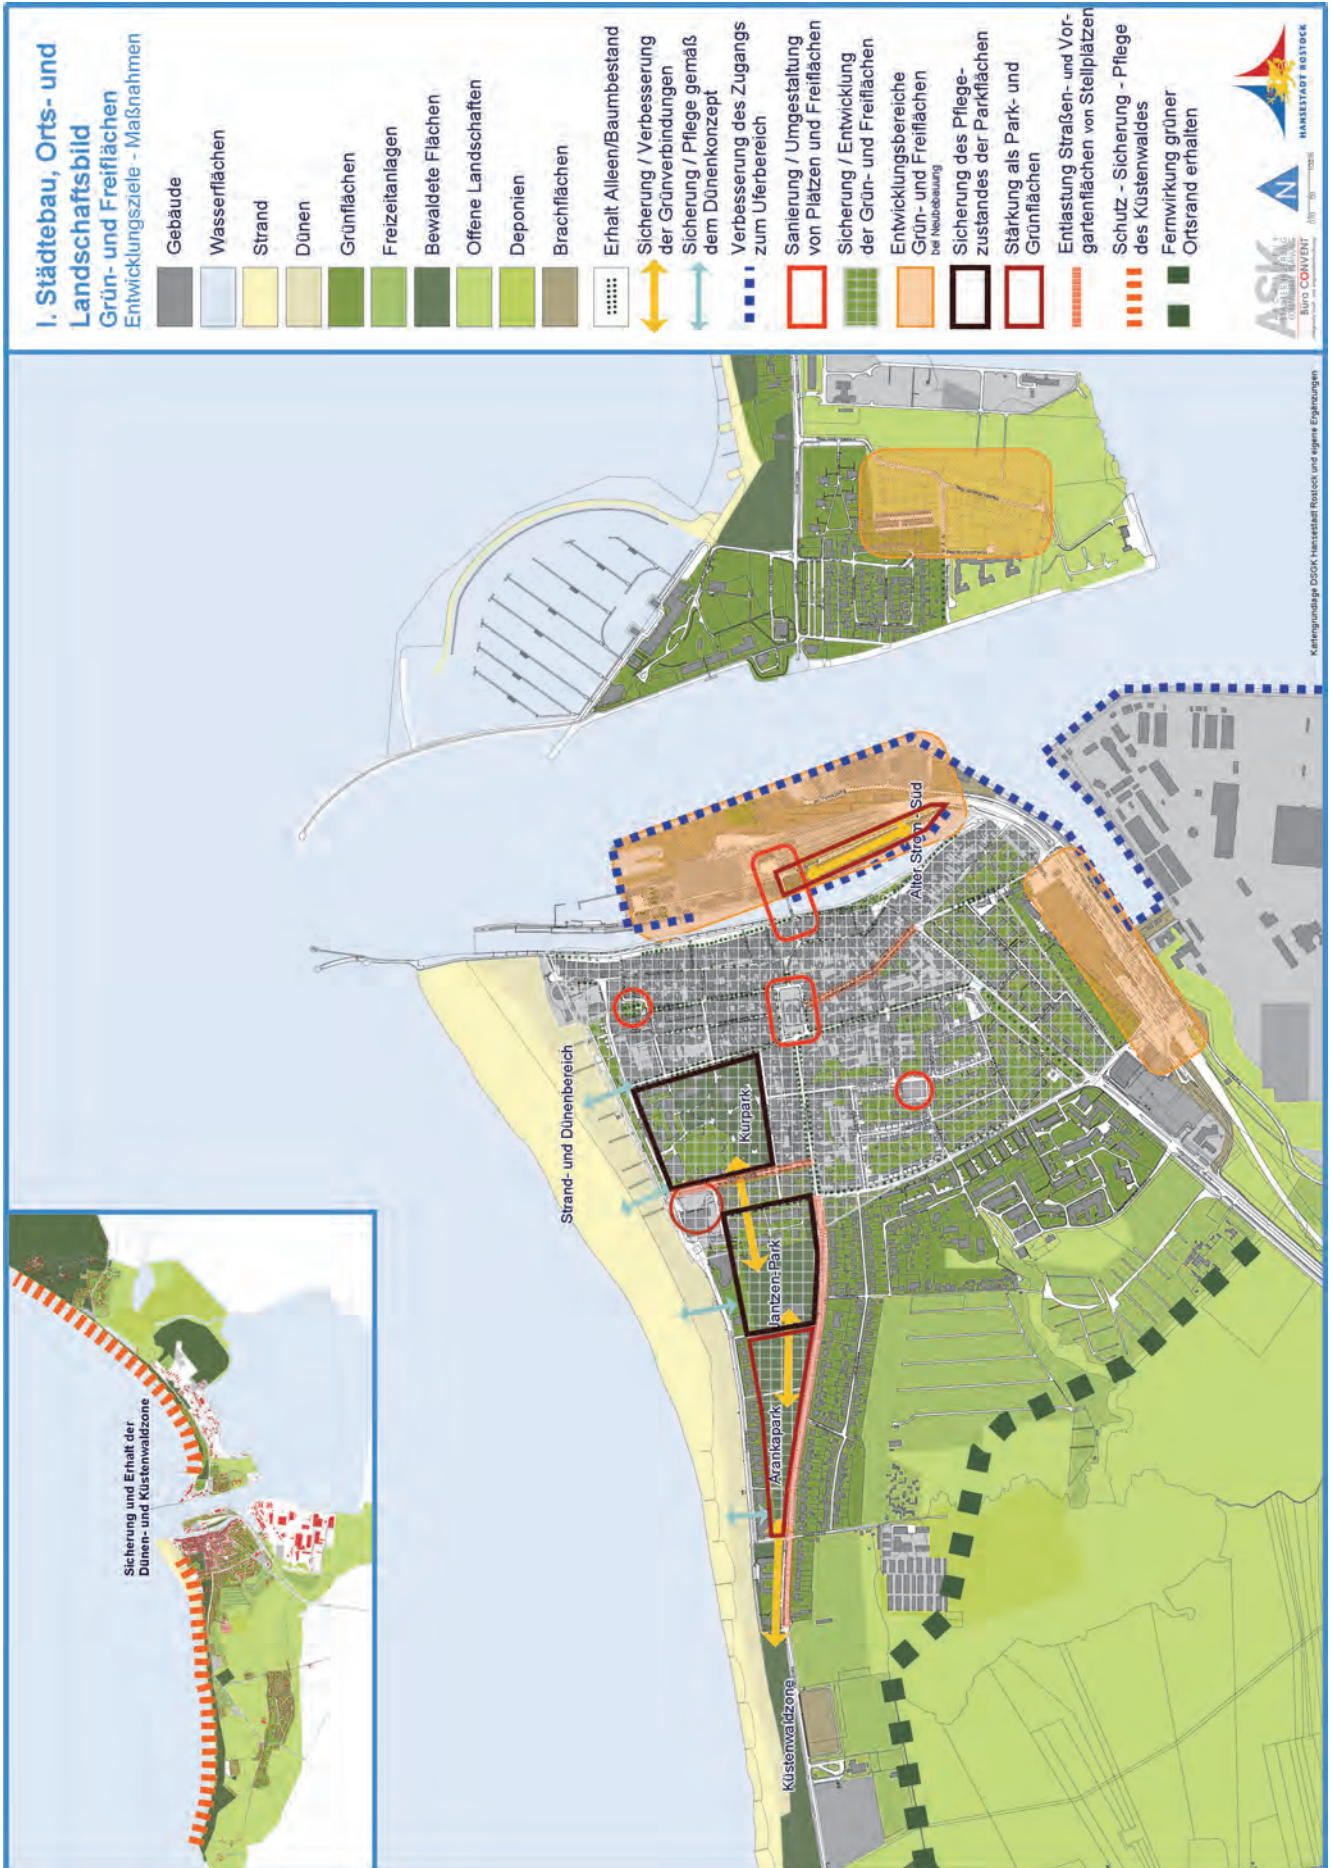 I. Städtebau, Orts- und
Landschaftsbild
Grün- und Freiflächen
Entwicklungsziele - Maßnahmen
Gebäude
Wasserflächen
Strand
Dünen
Grünflächen
Freizeitanlagen
Bewaldete Flächen
Offene Landschaften
Deponien
Brachflächen
Erhalt Alleen/Baumbestand
Sicherung / Verbesserung
der Grünverbindungen
Sicherung / Pflege gemäß
dem Dünenkonzept
Verbesserung des Zugangs
zum Uferbereich
Sanierung / Umgestaltung
von Plätzen und Freiflächen
Sicherung / Entwicklung
der Grün- und Freiflächen
Entwicklungsbereiche
Grün- und Freiflächen
bei Neubebauung
Sicherung des Pflege-
zustandes der Parkflächen
Stärkung als Park- und
Grünflächen
Entlastung Straßen- und Vor-
gartenflächen von Stellplätzen
Schutz - Sicherung - Pflege
des Küstenwaldes
Fernwirkung grüner
Ortsrand erhalten
ASK
Büro CONVENT
N
HANSESTADT ROSTOCK
Sicherung und Erhalt der
Dünen- und Küstenwaldzone
Strand- und Dünenbereich
Kurpark
Jantzen-Park
Arankapark
Küstenwaldzone
Alter Strom - Süd
Kartengrundlage DSGK Hansestadt Rostock und eigene Ergänzungen